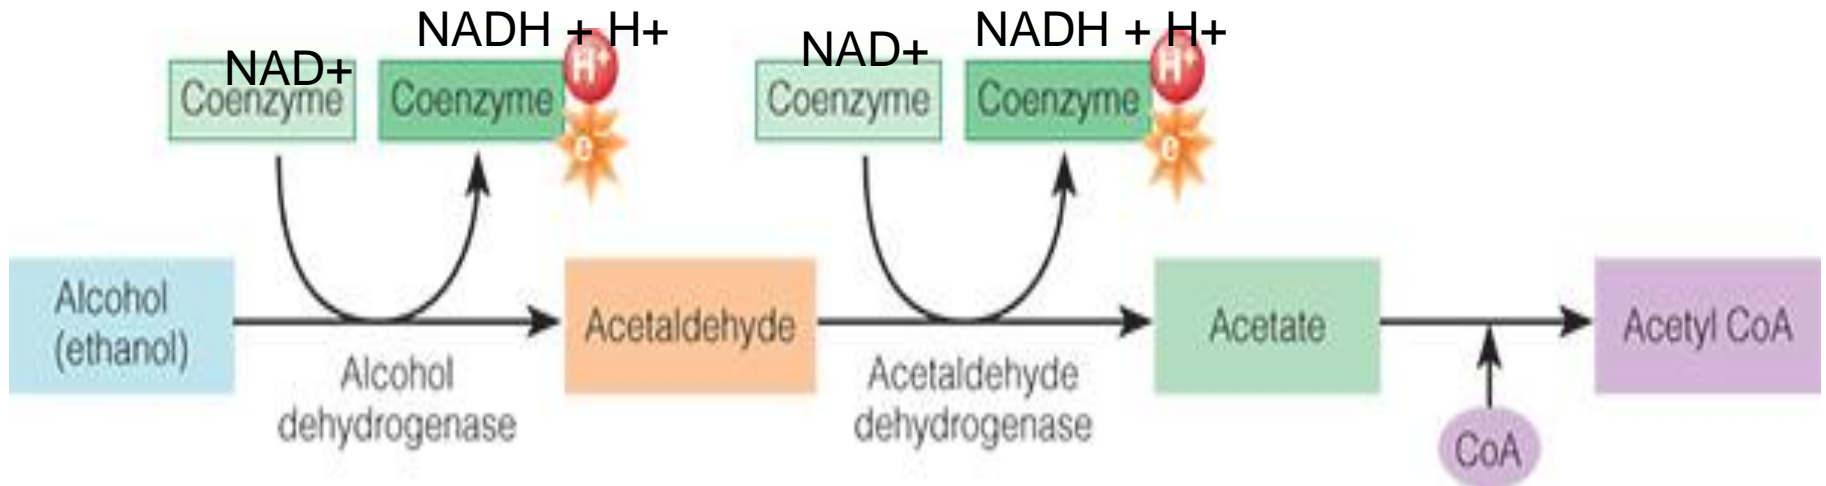 NAD+
NADH + H+
NAD+
NADH + H+
Coenzyme
Coenzyme
H+
e
Coenzyme
Coenzyme
H+
e
Alcohol
(ethanol)
Alcohol
dehydrogenase
Acetaldehyde
Acetaldehyde
dehydrogenase
Acetate
CoA
Acetyl CoA